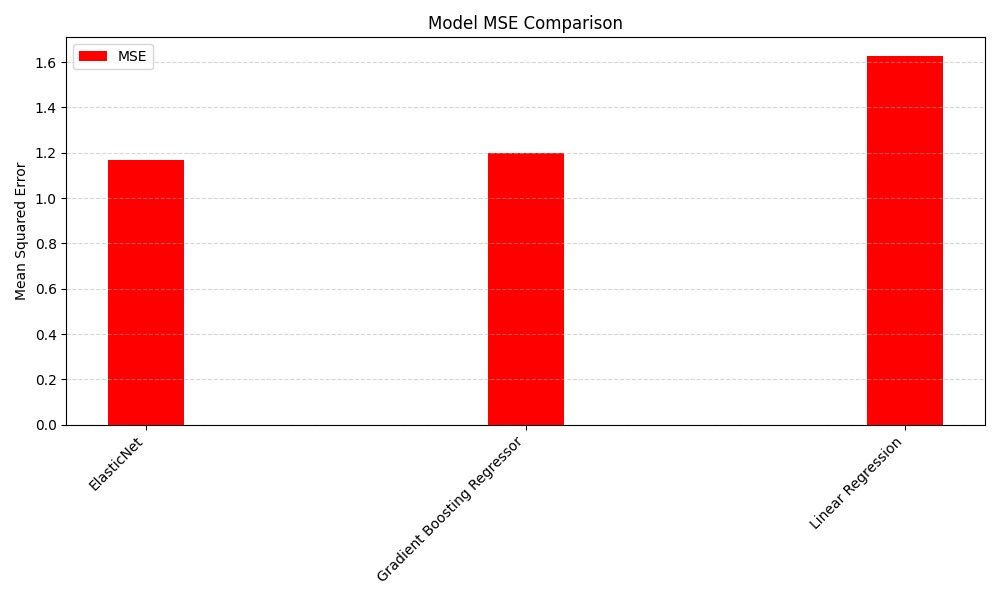 Model MSE Comparison
MSE
Mean Squared Error
1.6
1.4
1.2
1.0
0.8
0.6
0.4
0.2
0.0
ElasticNet
Gradient Boosting Regressor
Linear Regression